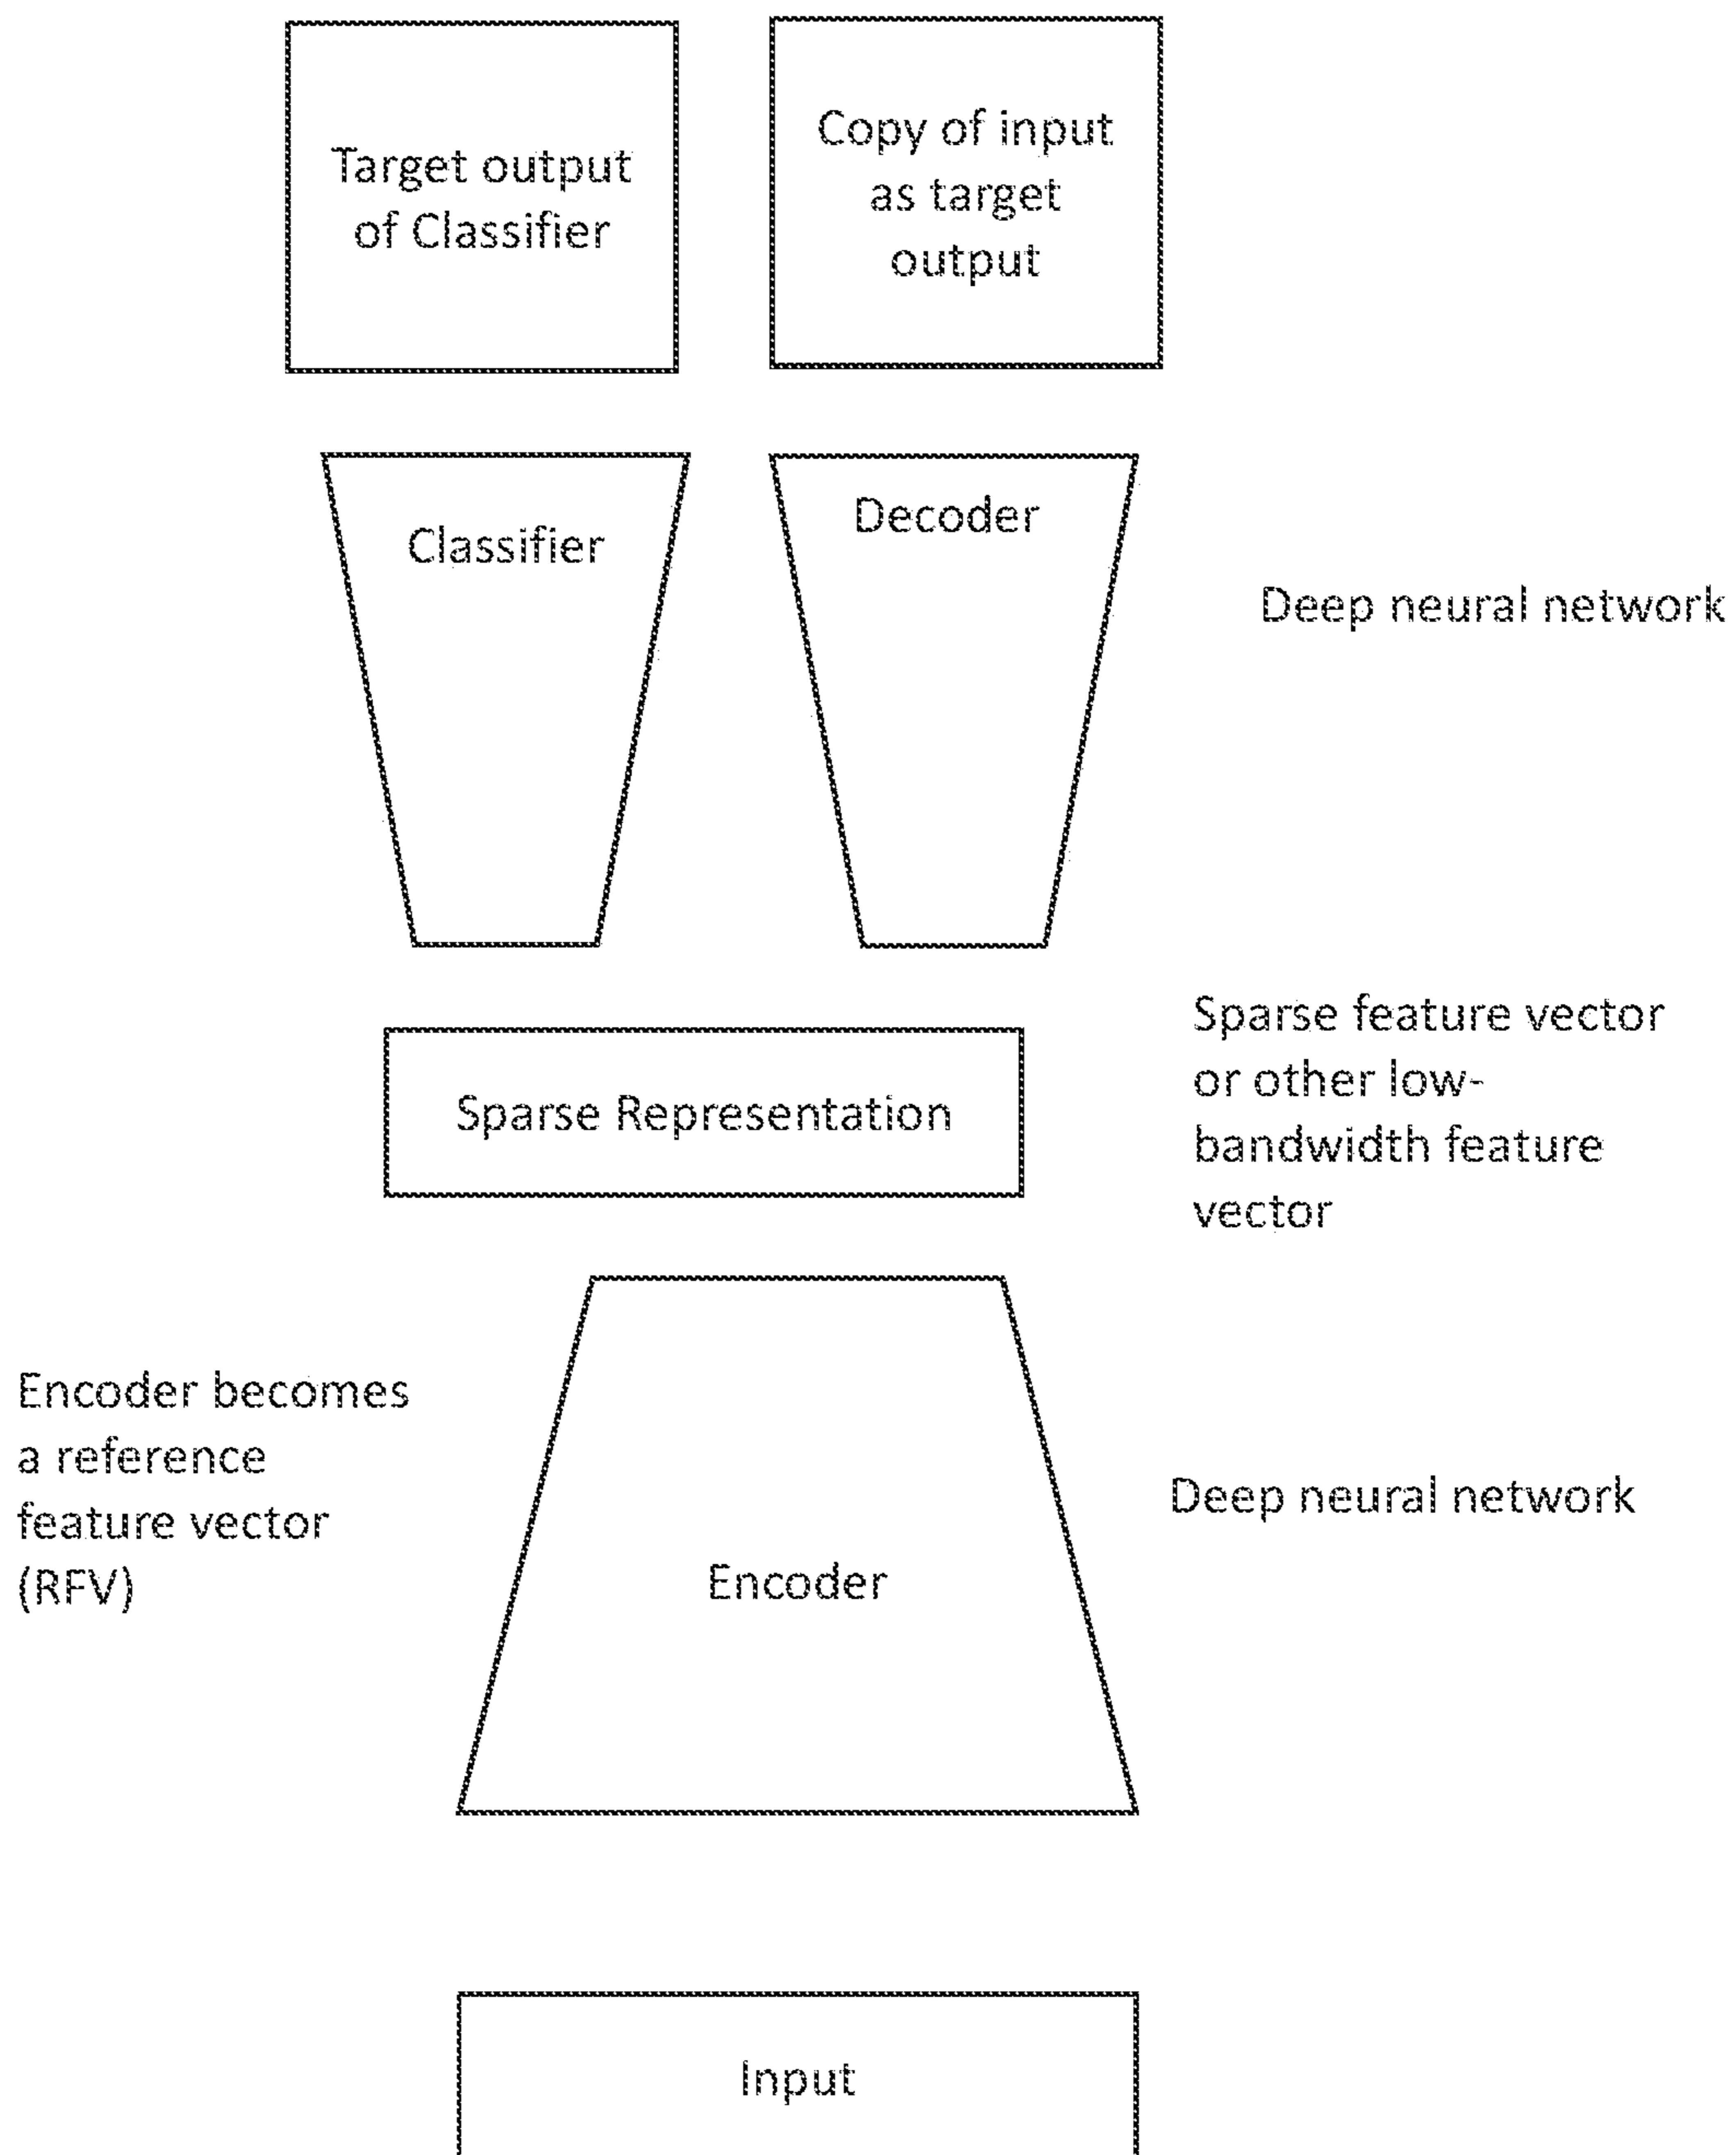 Target output
of Classifier
Copy of input
as target
output
Classifier
Decoder
Deep neural network
Sparse Representation
Sparse feature vector
or other low-
bandwidth feature
vector
Encoder becomes
a reference
feature vector
(RFV)
Deep neural network
Encoder
Input